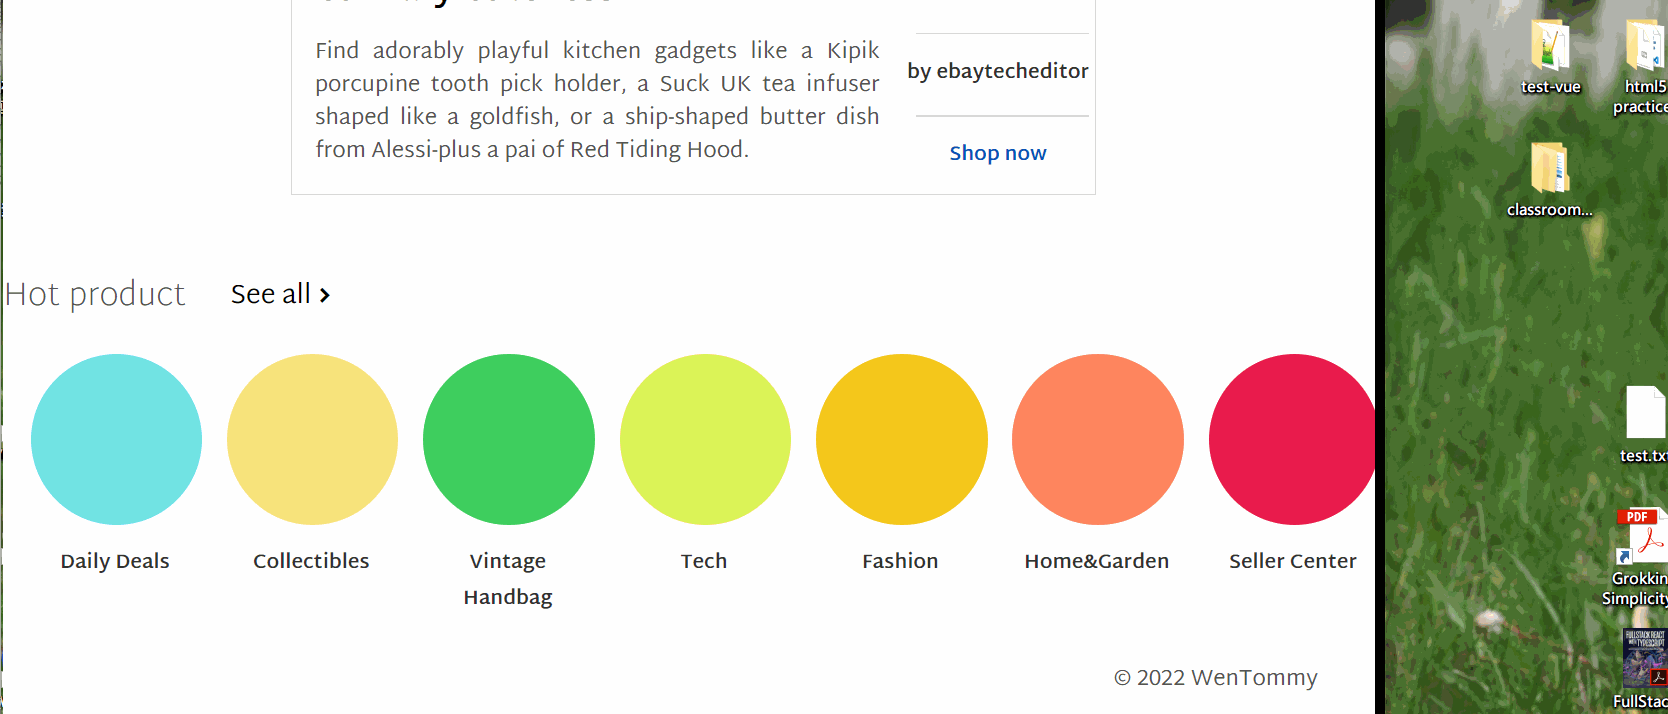 Find adorably playful kitchen gadgets like a Kipik
porcupine tooth pick holder, a Suck UK tea infuser
shaped like a goldfish, or a ship-shaped butter dish
from Alessi-plus a pai of Red Tiding Hood.
by ebaytecheditor
Shop now
Hot product
See all
Daily Deals
Collectibles
Vintage
Handbag
Tech
Fashion
Home&Garden
Seller Center
© 2022 WenTommy
test-vue
html5
practice
classroom...
test.txt
PDF
Grokkin
Simplicity
FULLSTACK REACT
WITH TYPESCRIPT
FullStac